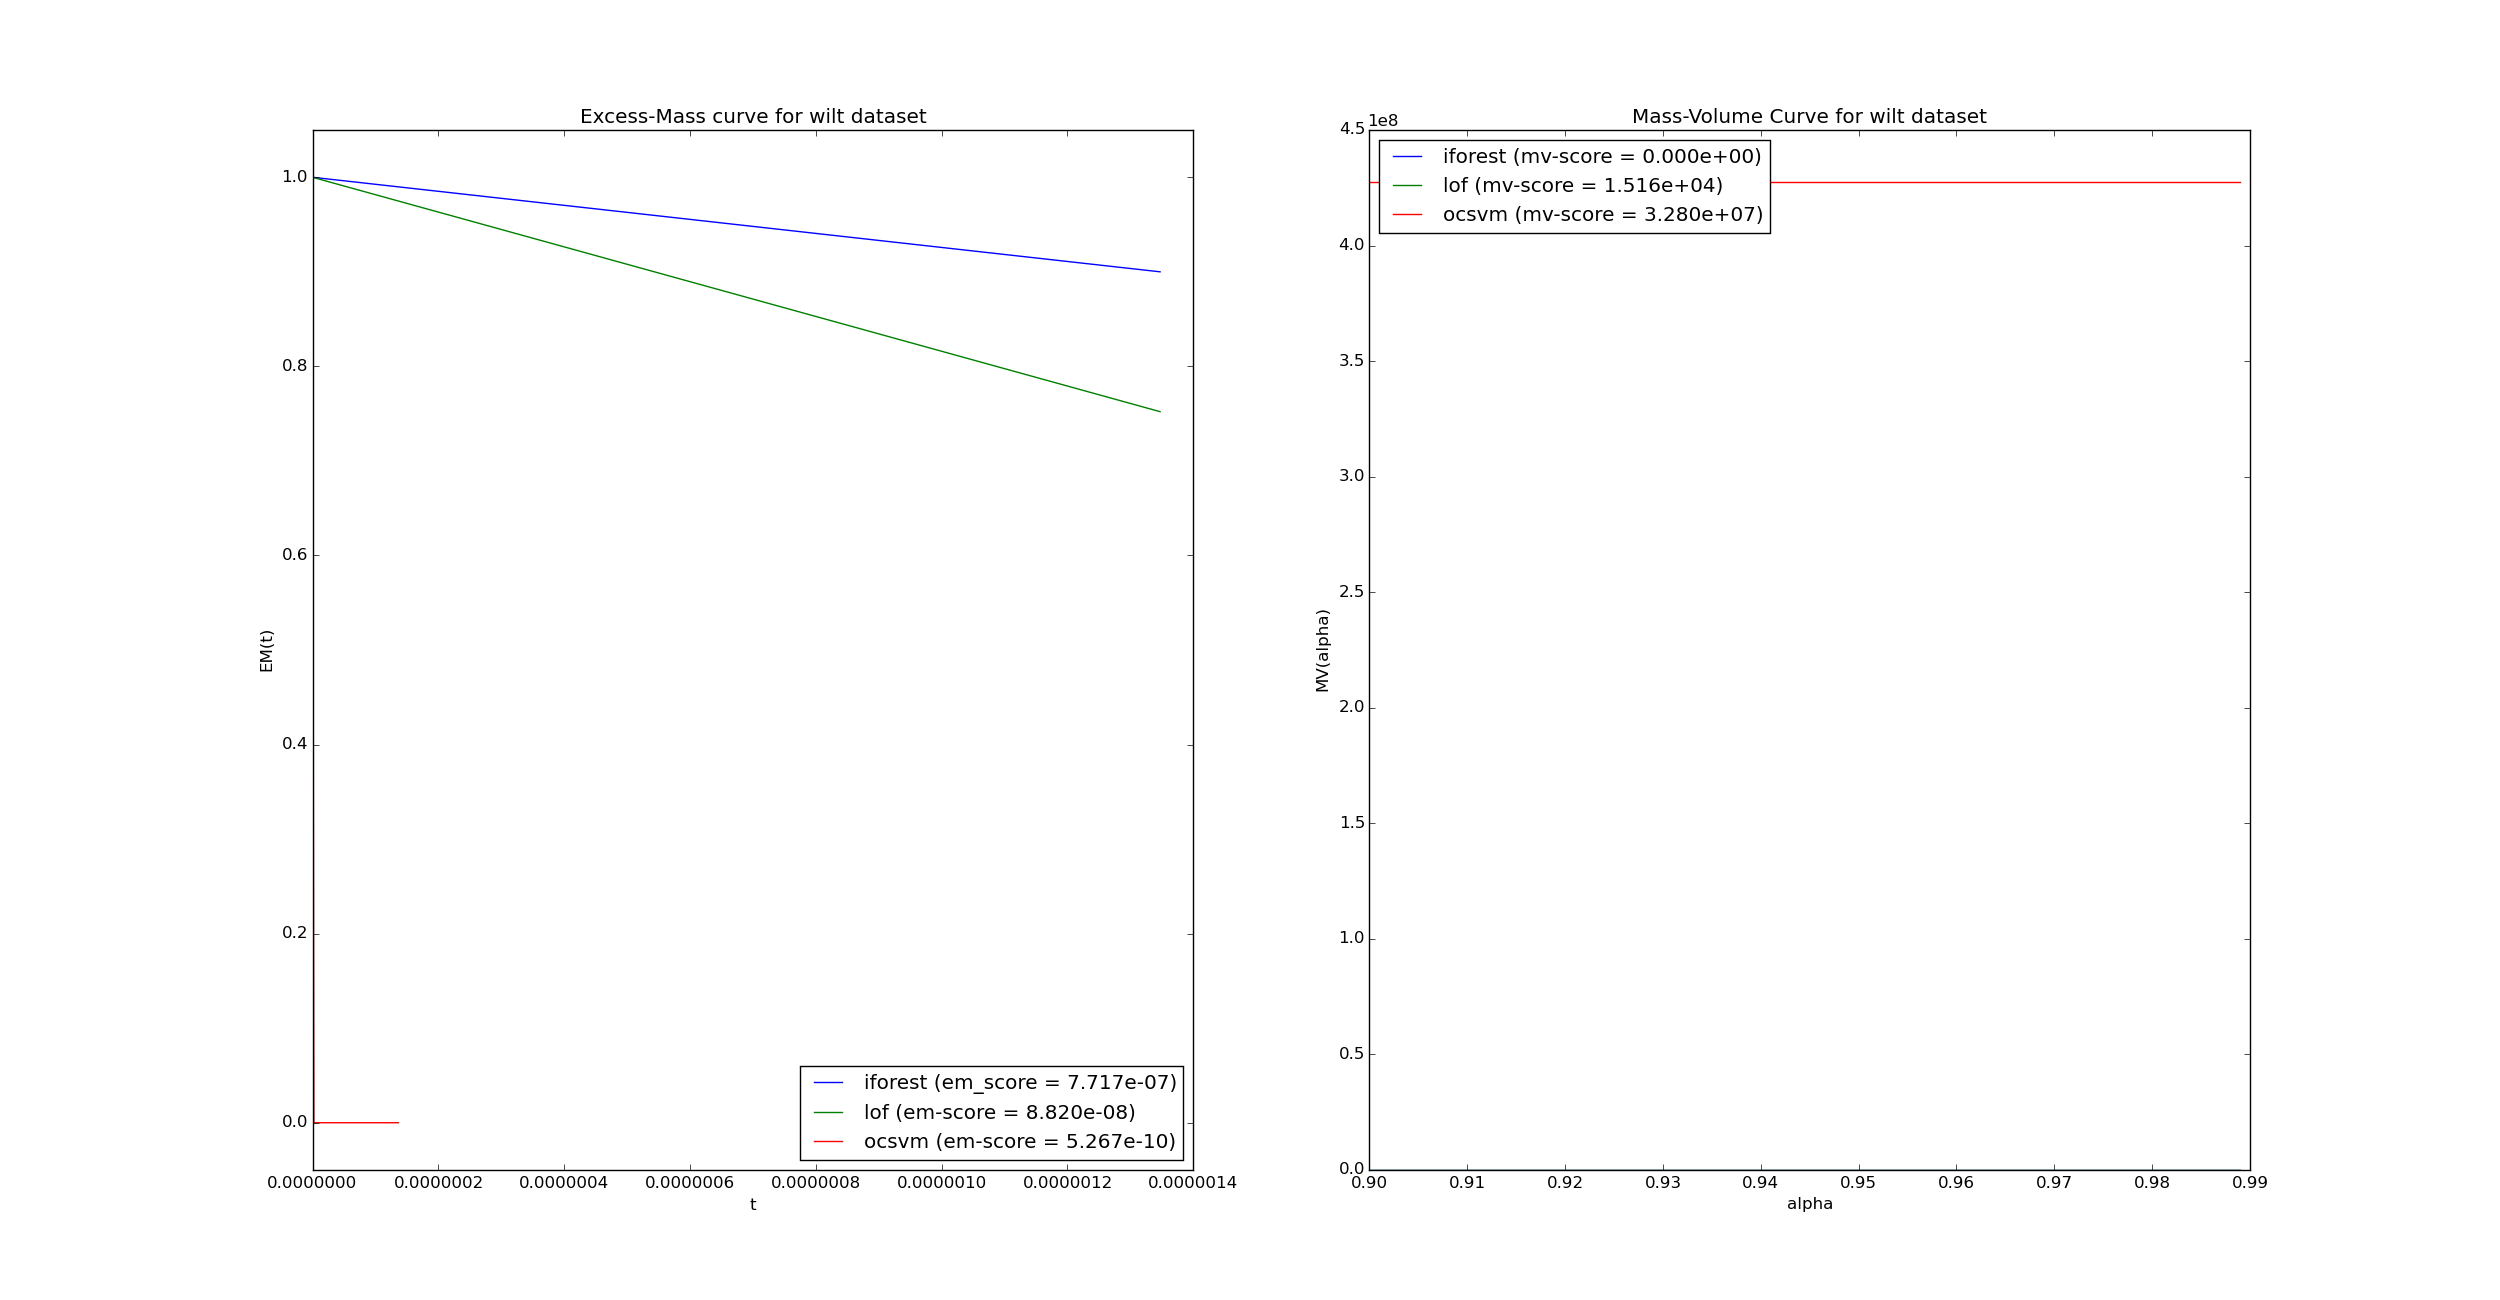 Excess-Mass curve for wilt dataset
1.0
0.8
0.6
0.4
0.2
0.0
EM(t)
iforest (em_score = 7.717e-07)
lof (em-score = 8.820e-08)
ocsvm (em-score = 5.267e-10)
0.0000000 0.0000002 0.0000004 0.0000006 0.0000008 0.0000010 0.0000012 0.0000014
t
Mass-Volume Curve for wilt dataset
1e8
4.5
4.0
3.5
3.0
2.5
2.0
1.5
1.0
0.5
0.0
MV(alpha)
iforest (mv-score = 0.000e+00)
lof (mv-score = 1.516e+04)
ocsvm (mv-score = 3.280e+07)
0.90 0.91 0.92 0.93 0.94 0.95 0.96 0.97 0.98 0.99
alpha